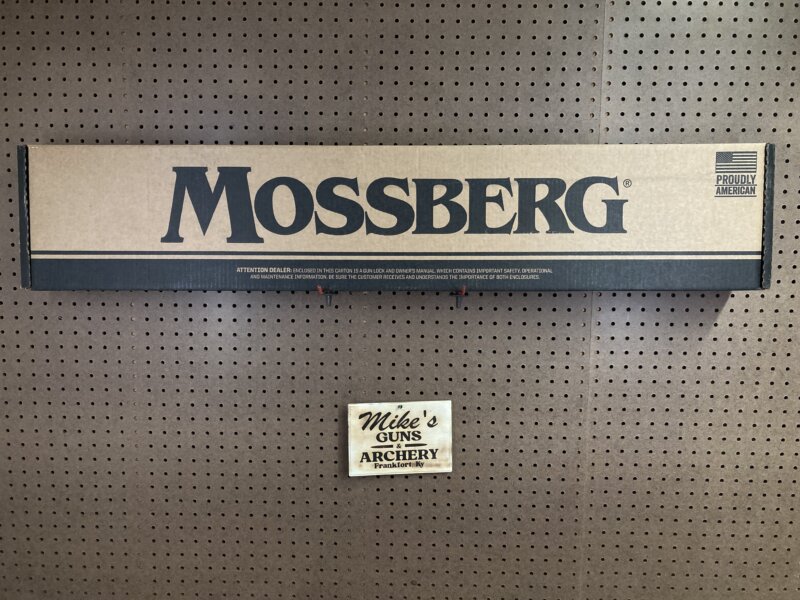 MOSSBERG®
PROUDLY
AMERICAN
ATTENTION DEALER: ENCLOSED IN THIS CARTON IS A GUN LOCK AND OWNER'S MANUAL, WHICH CONTAINS IMPORTANT SAFETY, OPERATIONAL
AND MAINTENANCE INFORMATION. BE SURE THE CUSTOMER RECEIVES AND UNDERSTANDS THE IMPORTANCE OF BOTH ENCLOSURES.
Mike's
GUNS
&
ARCHERY
Frankfort, Ky